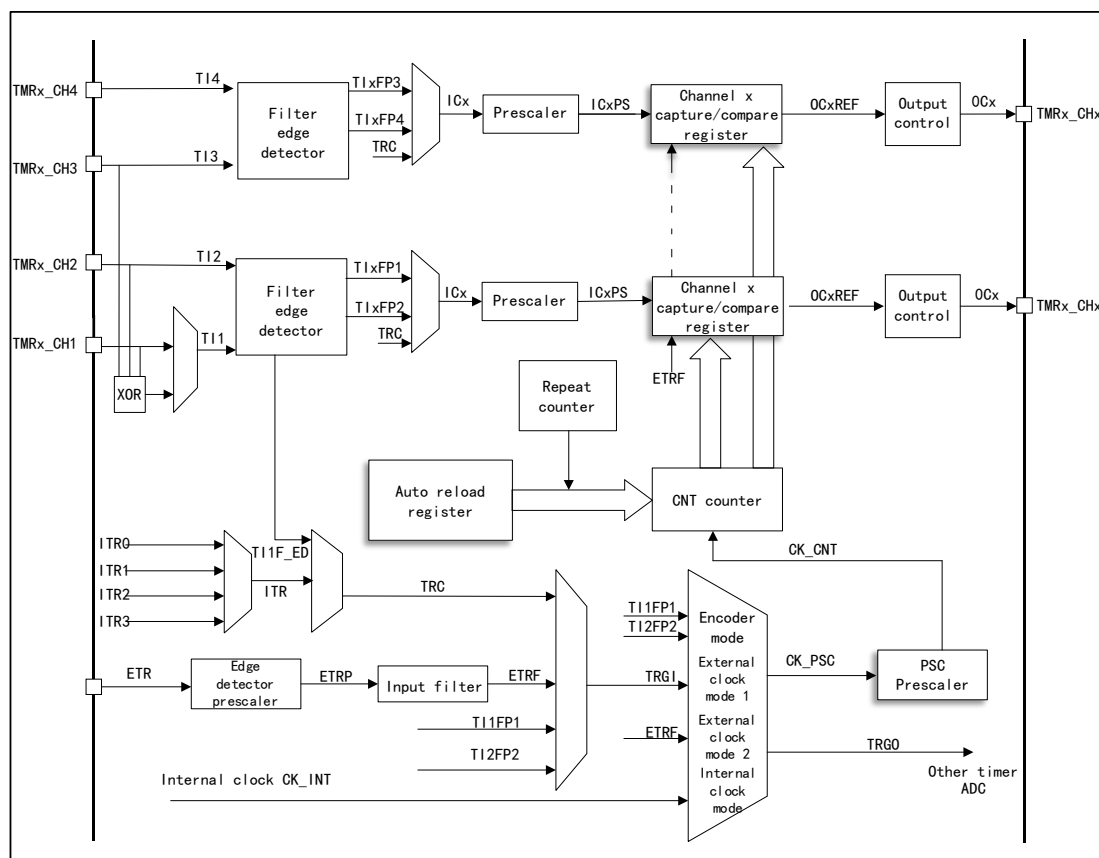 TMRx_CH4
TI4
Filter
edge
detector
TIxFP3
TIxFP4
TRC
ICx
Prescaler
ICxPS
Channel x
capture/compare
register
OCxREF
Output
control
OCx
TMRx_CHx
TMRx_CH3
TI3
TMRx_CH2
TI2
Filter
edge
detector
TIxFP1
TIxFP2
TRC
ICx
Prescaler
ICxPS
Channel x
capture/compare
register
OCxREF
Output
control
OCx
TMRx_CHx
TMRx_CH1
TI1
XOR
ETRF
Repeat
counter
Auto reload
register
CNT counter
CK_CNT
ITR0
ITR1
ITR2
ITR3
TI1F_ED
ITR
TRC
TI1FP1
TI2FP2
Encoder
mode
External
clock
mode 1
External
clock
mode 2
Internal
clock
mode
CK_PSC
PSC
Prescaler
ETR
Edge
detector
prescaler
ETRP
Input filter
ETRF
TRGI
TI1FP1
TI2FP2
ETRF
TRGO
Other timer
ADC
Internal clock CK_INT